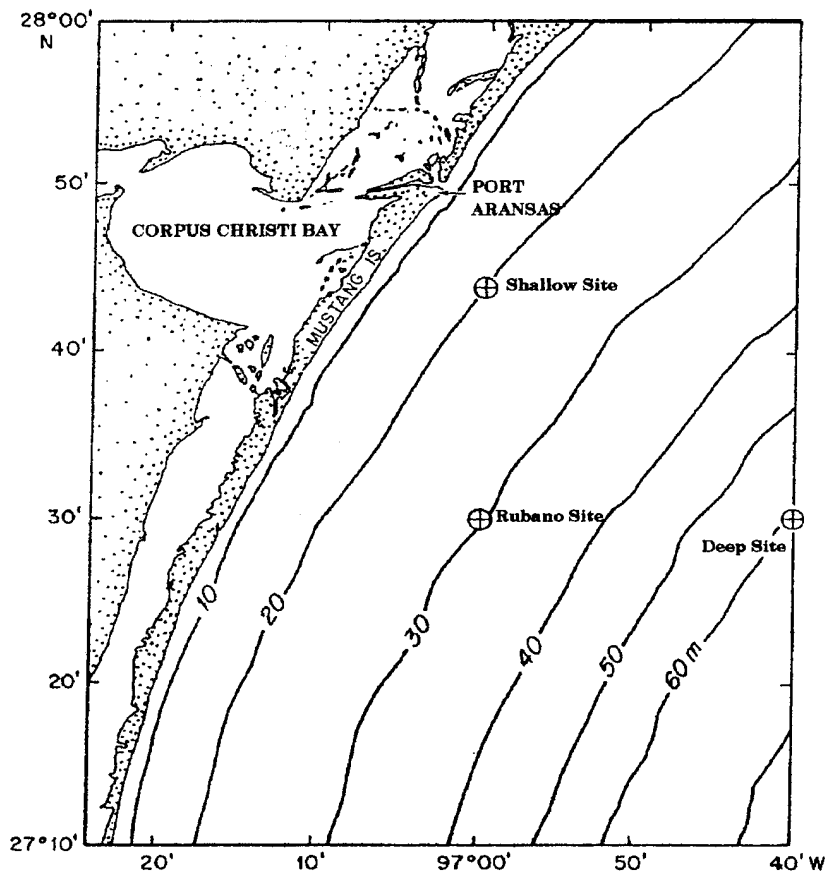 28°00'
N
50'
PORT
ARANSAS
CORPUS CHRISTI BAY
MUSTANG IS.
Shallow Site
40'
30'
Rubano Site
Deep Site
10
20
30
40
50
60 m
20'
27°10'
20'
10'
97°00'
50'
40' W